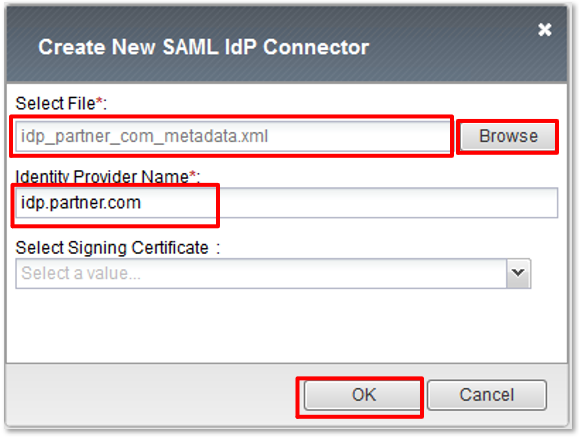 Create New SAML IdP Connector
Select File*:
idp_partner_com_metadata.xml
Browse
Identity Provider Name*:
idp.partner.com
Select Signing Certificate :
Select a value...
OK
Cancel